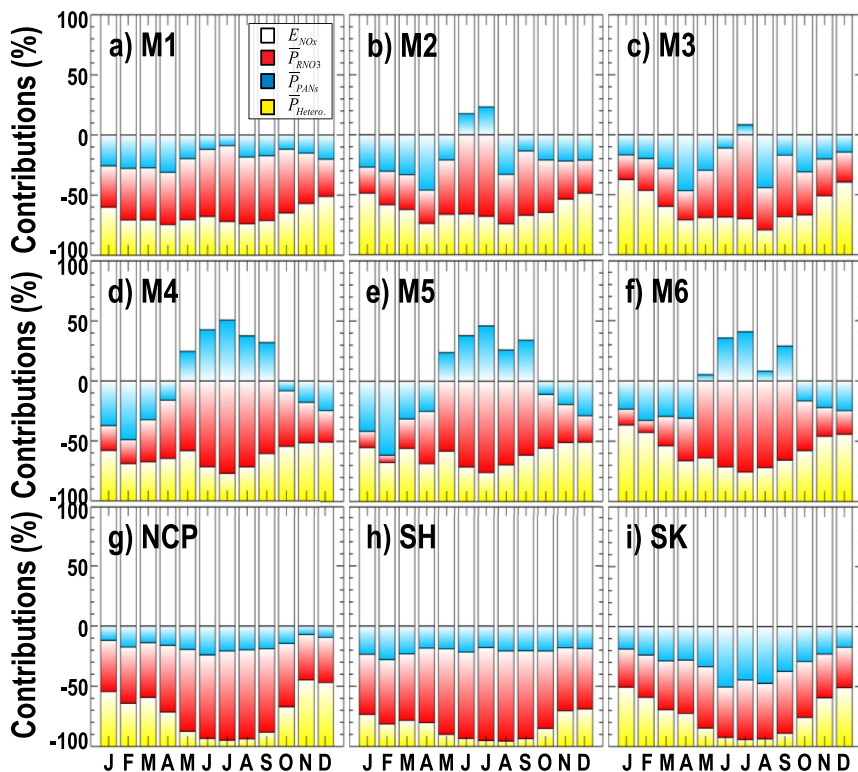 100
a) M1
b) M2
c) M3
E_NOx
P̅_RNO3
P̅_PANs
P̅_Hetero.
50
0
-50
-100
Contributions (%)
100
d) M4
e) M5
f) M6
50
0
-50
-100
Contributions (%)
100
g) NCP
h) SH
i) SK
50
0
-50
-100
Contributions (%)
J F M A M J J A S O N D
J F M A M J J A S O N D
J F M A M J J A S O N D